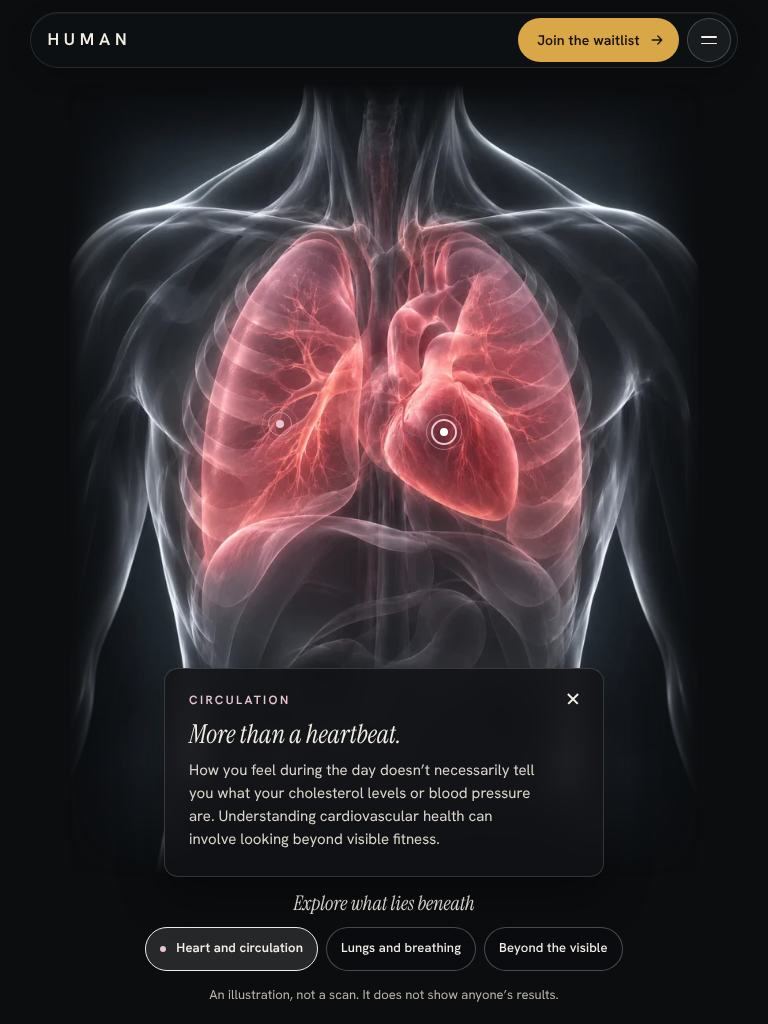 HUMAN
Join the waitlist →
CIRCULATION
More than a heartbeat.
How you feel during the day doesn’t necessarily tell
you what your cholesterol levels or blood pressure
are. Understanding cardiovascular health can
involve looking beyond visible fitness.
Explore what lies beneath
Heart and circulation
Lungs and breathing
Beyond the visible
An illustration, not a scan. It does not show anyone’s results.